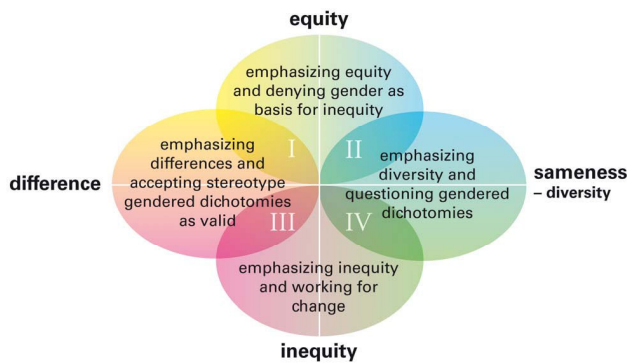 equity
emphasizing equity
and denying gender as
basis for inequity
I
II
difference
emphasizing
differences and
accepting stereotype
gendered dichotomies
as valid
emphasizing
diversity and
questioning gendered
dichotomies
sameness
– diversity
III
IV
emphasizing inequity
and working for
change
inequity